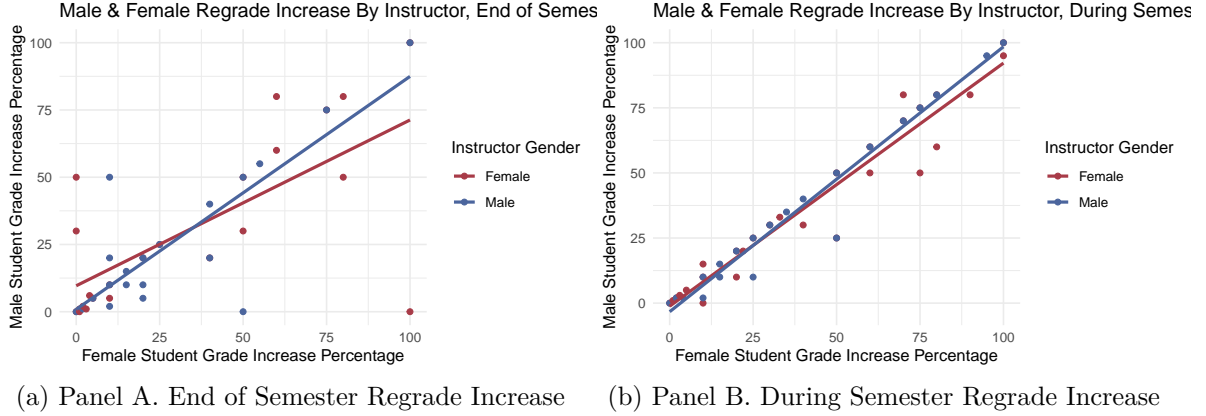 Male & Female Regrade Increase By Instructor, End of Semes
Male Student Grade Increase Percentage
100
75
50
25
0
0
25
50
75
100
Female Student Grade Increase Percentage
Instructor Gender
Female
Male
(a) Panel A. End of Semester Regrade Increase
Male & Female Regrade Increase By Instructor, During Semes
Male Student Grade Increase Percentage
100
75
50
25
0
0
25
50
75
100
Female Student Grade Increase Percentage
Instructor Gender
Female
Male
(b) Panel B. During Semester Regrade Increase